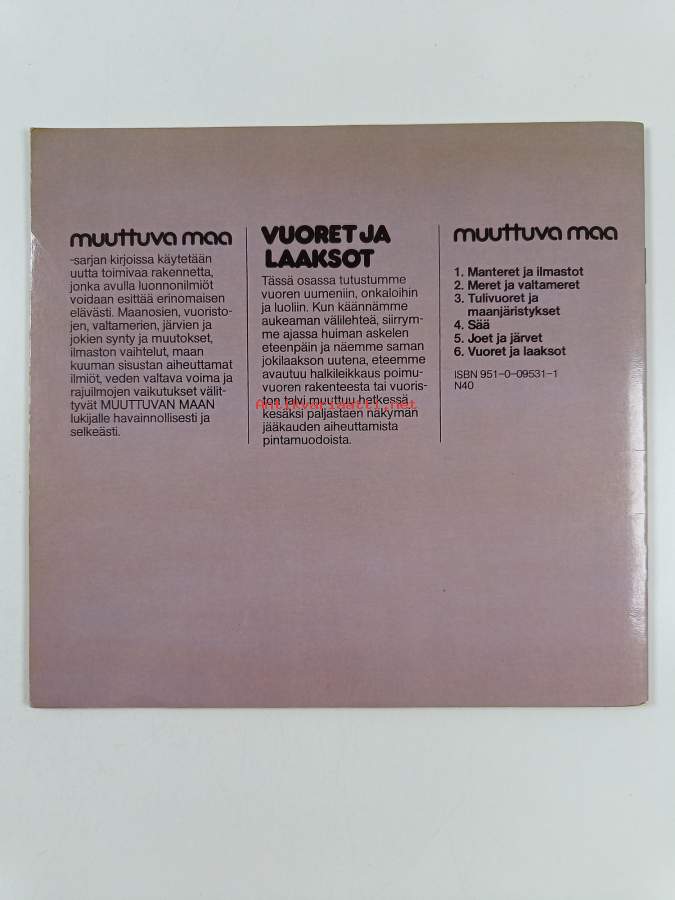 muuttuva maa
-sarjan kirjoissa käytetään
uutta toimivaa rakennetta,
jonka avulla luonnonilmiöt
voidaan esittää erinomaisen
elävästi. Maanosien, vuoristo-
jen, valtamerien, järvien ja
jokien synty ja muutokset,
ilmaston vaihtelut, maan
kuuman sisustan aiheuttamat
ilmiöt, veden valtava voima ja
rajuilmojen vaikutukset välit-
tyvät MUUTTUVAN MAAN
lukijalle havainnollisesti ja
selkeästi.
VUORET JA
LAAKSOT
Tässä osassa tutustumme
vuoren uumeniin, onkaloihin
ja luoliin. Kun käännämme
aukeaman välilehteä, siirrym-
me ajassa huiman askelen
eteenpäin ja näemme saman
jokilaakson uutena, eteemme
avautuu halkileikkaus poimu-
vuoren rakenteesta tai vuoris-
ton talvi muuttuu hetkessä
kesäksi paljastaen näkymän
jääkauden aiheuttamista
pintamuodoista.
muuttuva maa
1. Manteret ja ilmastot
2. Meret ja valtameret
3. Tulivuoret ja
maanjäristykset
4. Sää
5. Joet ja järvet
6. Vuoret ja laaksot
ISBN 951-0-09531-1
N40
Antikvariaatti.net